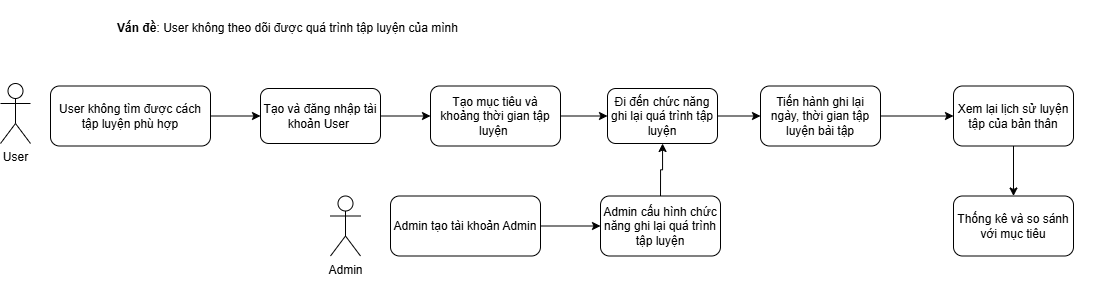 Vấn đề: User không theo dõi được quá trình tập luyện của mình
User không tìm được cách
tập luyện phù hợp
Tạo và đăng nhập tài
khoản User
Tạo mục tiêu và
khoảng thời gian tập
luyện
Đi đến chức năng
ghi lại quá trình tập
luyện
Tiến hành ghi lại
ngày, thời gian tập
luyện bài tập
Xem lại lịch sử luyện
tập của bản thân
User
Admin tạo tài khoản Admin
Admin cấu hình chức
năng ghi lại quá trình
tập luyện
Thống kê và so sánh
với mục tiêu
Admin